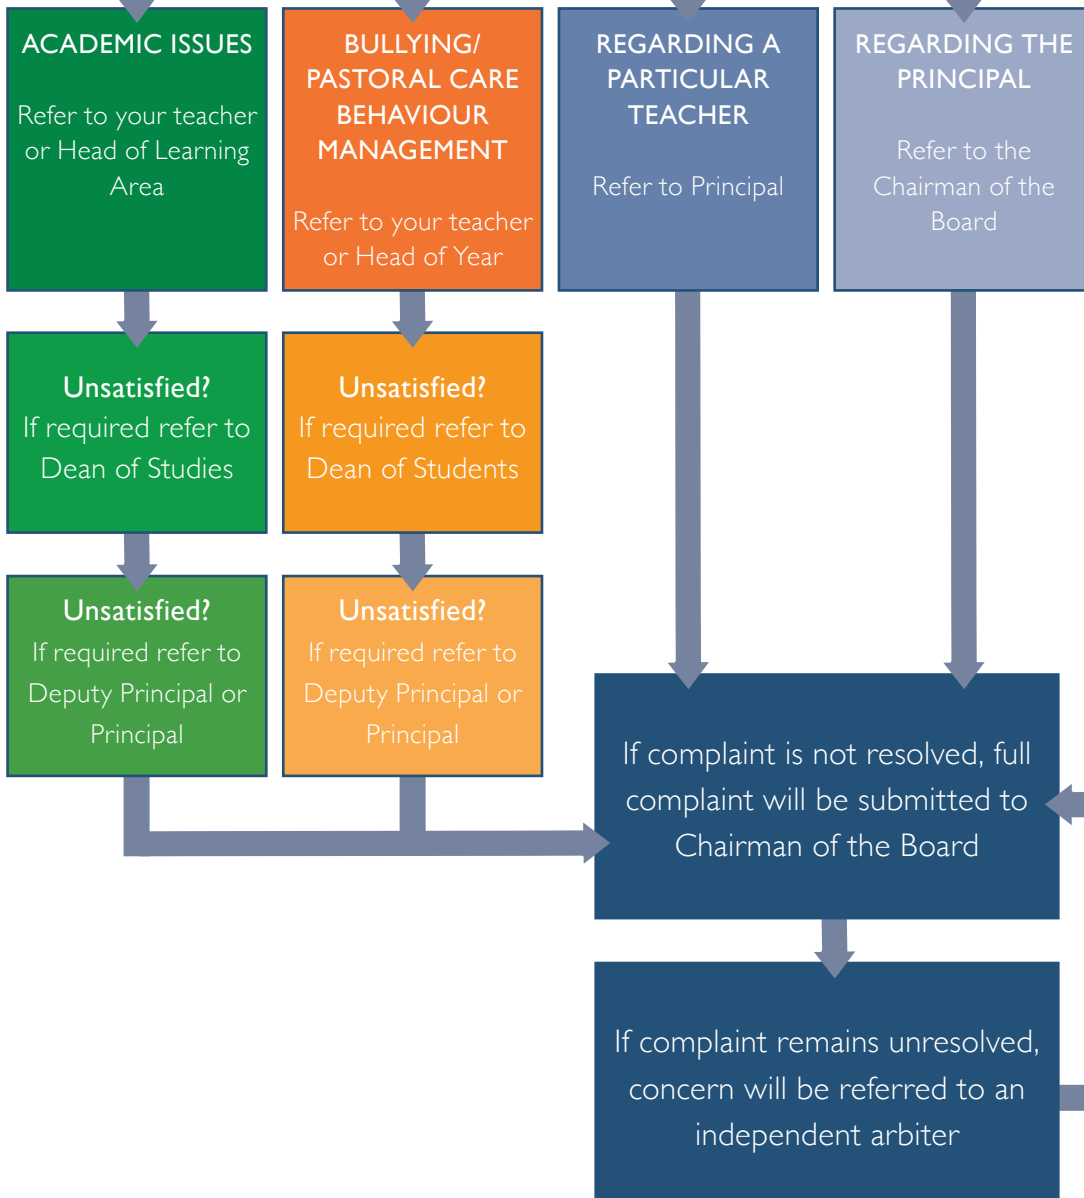 ACADEMIC ISSUES
Refer to your teacher
or Head of Learning
Area
BULLYING/
PASTORAL CARE
BEHAVIOUR
MANAGEMENT
Refer to your teacher
or Head of Year
REGARDING A
PARTICULAR
TEACHER
Refer to Principal
REGARDING THE
PRINCIPAL
Refer to the
Chairman of the
Board
Unsatisfied?
If required refer to
Dean of Studies
Unsatisfied?
If required refer to
Dean of Students
Unsatisfied?
If required refer to
Deputy Principal or
Principal
Unsatisfied?
If required refer to
Deputy Principal or
Principal
If complaint is not resolved, full
complaint will be submitted to
Chairman of the Board
If complaint remains unresolved,
concern will be referred to an
independent arbiter